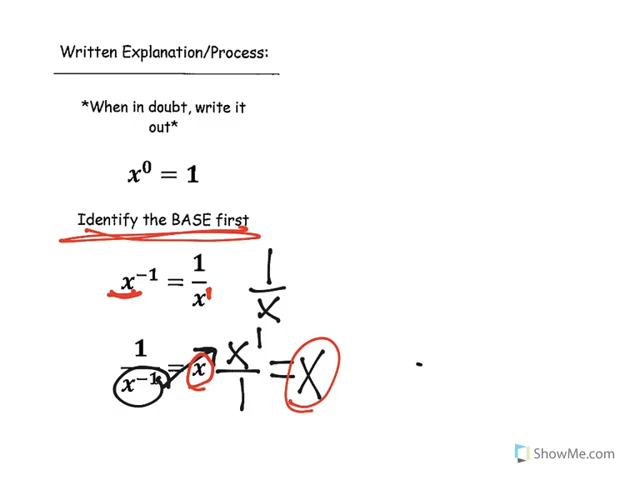 Written Explanation/Process:
*When in doubt, write it
out*
x⁰ = 1
Identify the BASE first
x⁻¹ = 1/x¹ 1/x
1/x⁻¹ = x x¹/1 = x
ShowMe.com